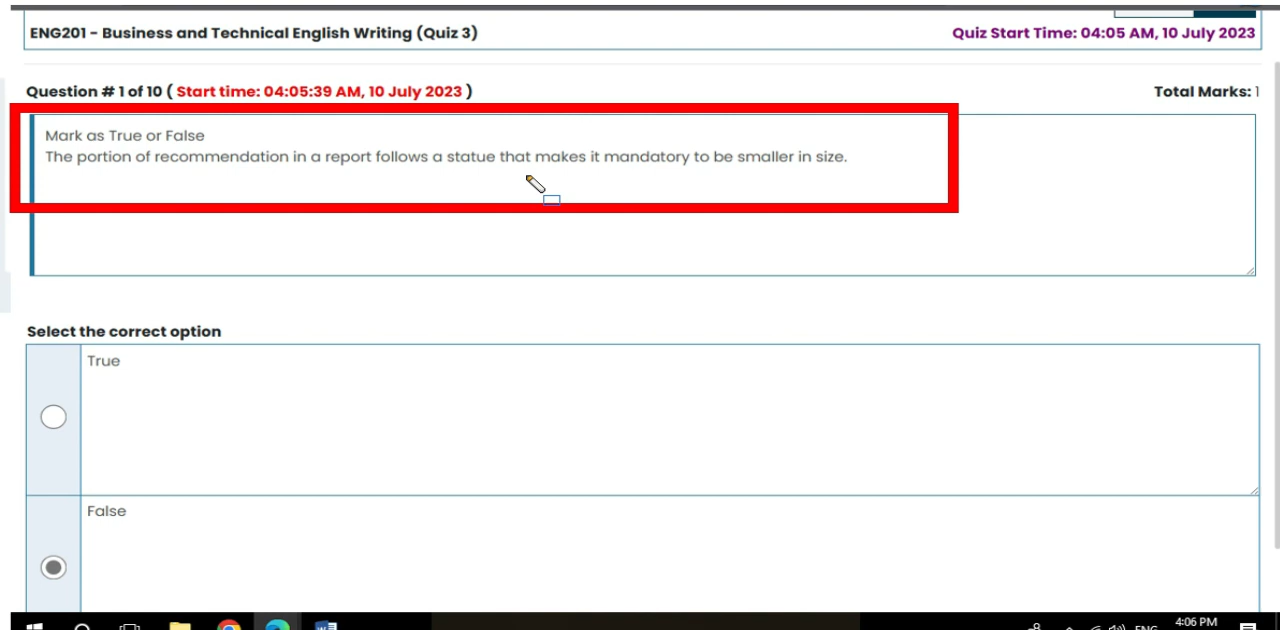 ENG201 - Business and Technical English Writing (Quiz 3)
Quiz Start Time: 04:05 AM, 10 July 2023
Question # 1 of 10 ( Start time: 04:05:39 AM, 10 July 2023 )
Total Marks: 1
Mark as True or False
The portion of recommendation in a report follows a statue that makes it mandatory to be smaller in size.
Select the correct option
True
False
4:06 PM
ENG